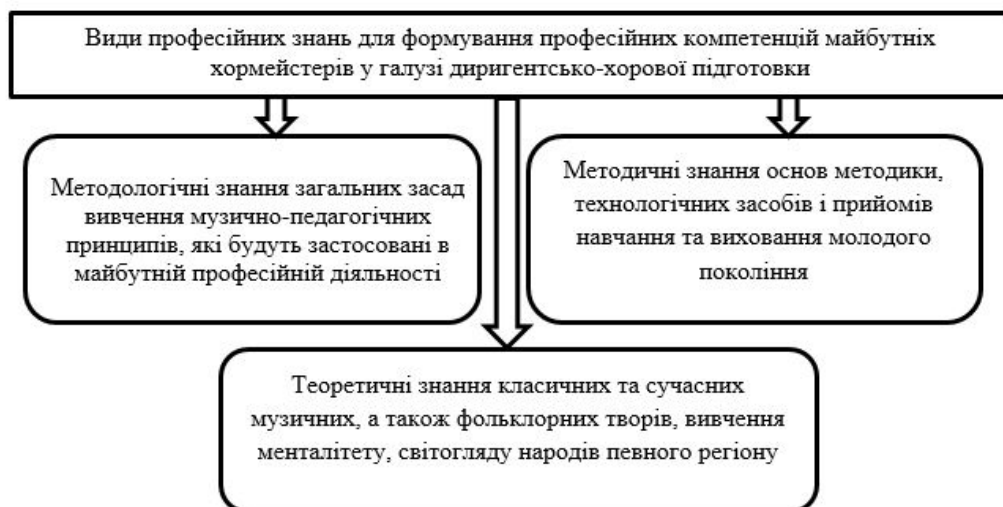 Види професійних знань для формування професійних компетенцій майбутніх
хормейстерів у галузі диригентсько-хорової підготовки
Методологічні знання загальних засад
вивчення музично-педагогічних
принципів, які будуть застосовані в
майбутній професійній діяльності
Методичні знання основ методики,
технологічних засобів і прийомів
навчання та виховання молодого
покоління
Теоретичні знання класичних та сучасних
музичних, а також фольклорних творів, вивчення
менталітету, світогляду народів певного регіону